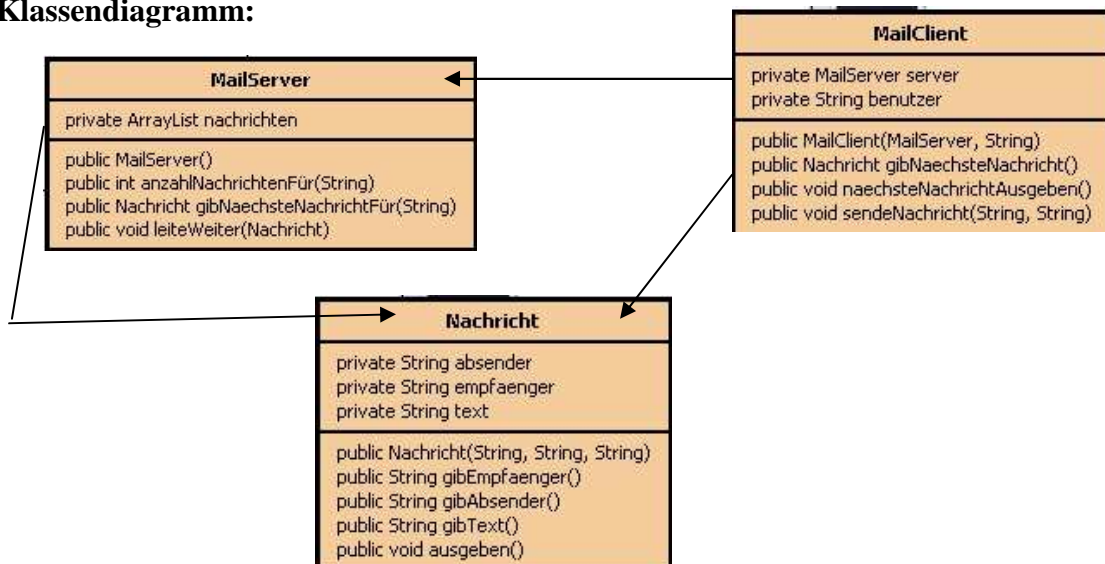 Klassendiagramm:
MailServer
private ArrayList nachrichten
public MailServer()
public int anzahlNachrichtenFür(String)
public Nachricht gibNaechsteNachrichtFür(String)
public void leiteWeiter(Nachricht)
MailClient
private MailServer server
private String benutzer
public MailClient(MailServer, String)
public Nachricht gibNaechsteNachricht()
public void naechsteNachrichtAusgeben()
public void sendeNachricht(String, String)
Nachricht
private String absender
private String empfaenger
private String text
public Nachricht(String, String, String)
public String gibEmpfaenger()
public String gibAbsender()
public String gibText()
public void ausgeben()